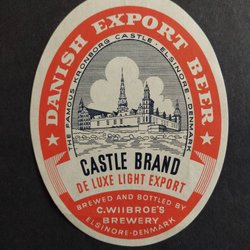 DANISH EXPORT BEER
THE FAMOUS KRONBORG CASTLE · ELSINORE · DENMARK
CASTLE BRAND
DE LUXE LIGHT EXPORT
BREWED AND BOTTLED BY
C. WIIBROE'S
BREWERY
ELSINORE-DENMARK